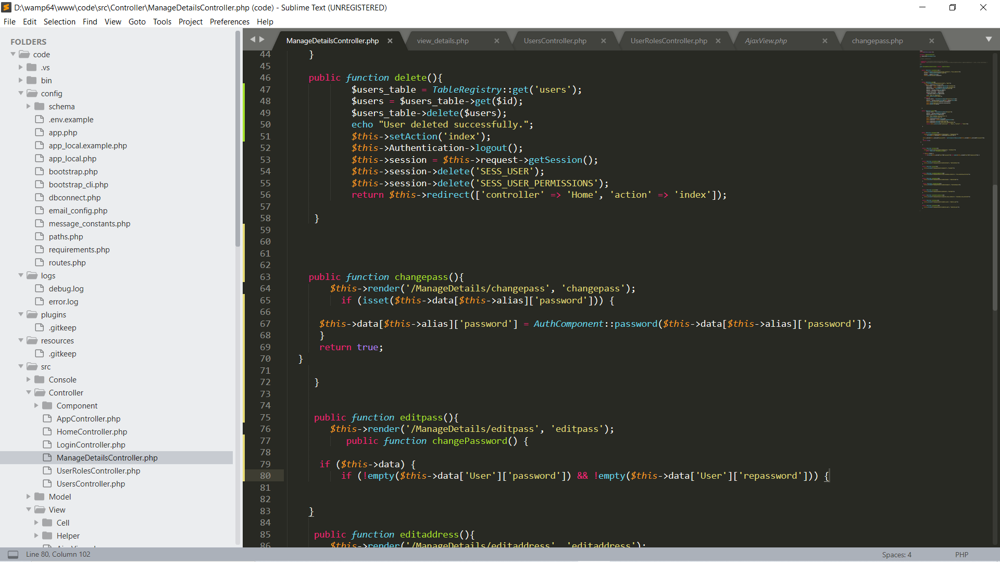 D:\wamp64\www\code\src\Controller\ManageDetailsController.php (code) - Sublime Text (UNREGISTERED)
File Edit Selection Find View Goto Tools Project Preferences Help
FOLDERS
code
.vs
bin
config
schema
.env.example
app.php
app_local.example.php
app_local.php
bootstrap.php
bootstrap_cli.php
dbconnect.php
email_config.php
message_constants.php
paths.php
requirements.php
routes.php
logs
debug.log
error.log
plugins
.gitkeep
resources
.gitkeep
src
Console
Controller
Component
AppController.php
HomeController.php
LoginController.php
ManageDetailsController.php
UserRolesController.php
UsersController.php
Model
View
Cell
Helper
ManageDetailsController.php view_details.php UsersController.php UserRolesController.php AjaxView.php changepass.php
44 }
45
46 public function delete(){
47 $users_table = TableRegistry::get('users');
48 $users = $users_table->get($id);
49 $users_table->delete($users);
50 echo "User deleted successfully.";
51 $this->setAction('index');
52 $this->Authentication->logout();
53 $this->session = $this->request->getSession();
54 $this->session->delete('SESS_USER');
55 $this->session->delete('SESS_USER_PERMISSIONS');
56 return $this->redirect(['controller' => 'Home', 'action' => 'index']);
57
58 }
59
60
61
62
63 public function changepass(){
64 $this->render('/ManageDetails/changepass', 'changepass');
65 if (isset($this->data[$this->alias]['password'])) {
66
67 $this->data[$this->alias]['password'] = AuthComponent::password($this->data[$this->alias]['password']);
68 }
69 return true;
70 }
71
72 }
73
74
75 public function editpass(){
76 $this->render('/ManageDetails/editpass', 'editpass');
77 public function changePassword() {
78
79 if ($this->data) {
80 if (!empty($this->data['User']['password']) && !empty($this->data['User']['repassword'])) {
81
82
83 }
84
85 public function editaddress(){
86 $this->render('/ManageDetails/editaddress', 'editaddress');
Line 80, Column 102
Spaces: 4
PHP